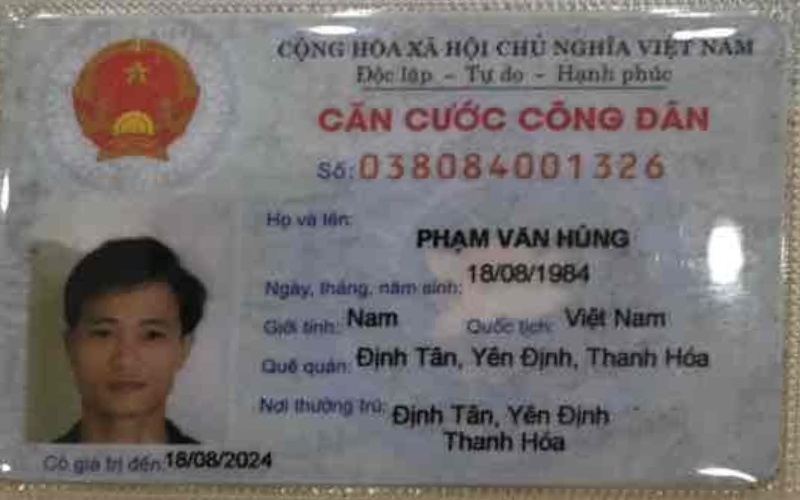 CỘNG HÒA XÃ HỘI CHỦ NGHĨA VIỆT NAM
Độc lập - Tự do - Hạnh phúc
CĂN CƯỚC CÔNG DÂN
Số: 038084001326
Họ và tên:
PHẠM VĂN HÙNG
Ngày, tháng, năm sinh: 18/08/1984
Giới tính: Nam Quốc tịch: Việt Nam
Quê quán: Định Tân, Yên Định, Thanh Hóa
Nơi thường trú: Định Tân, Yên Định
Thanh Hóa
Có giá trị đến: 18/08/2024